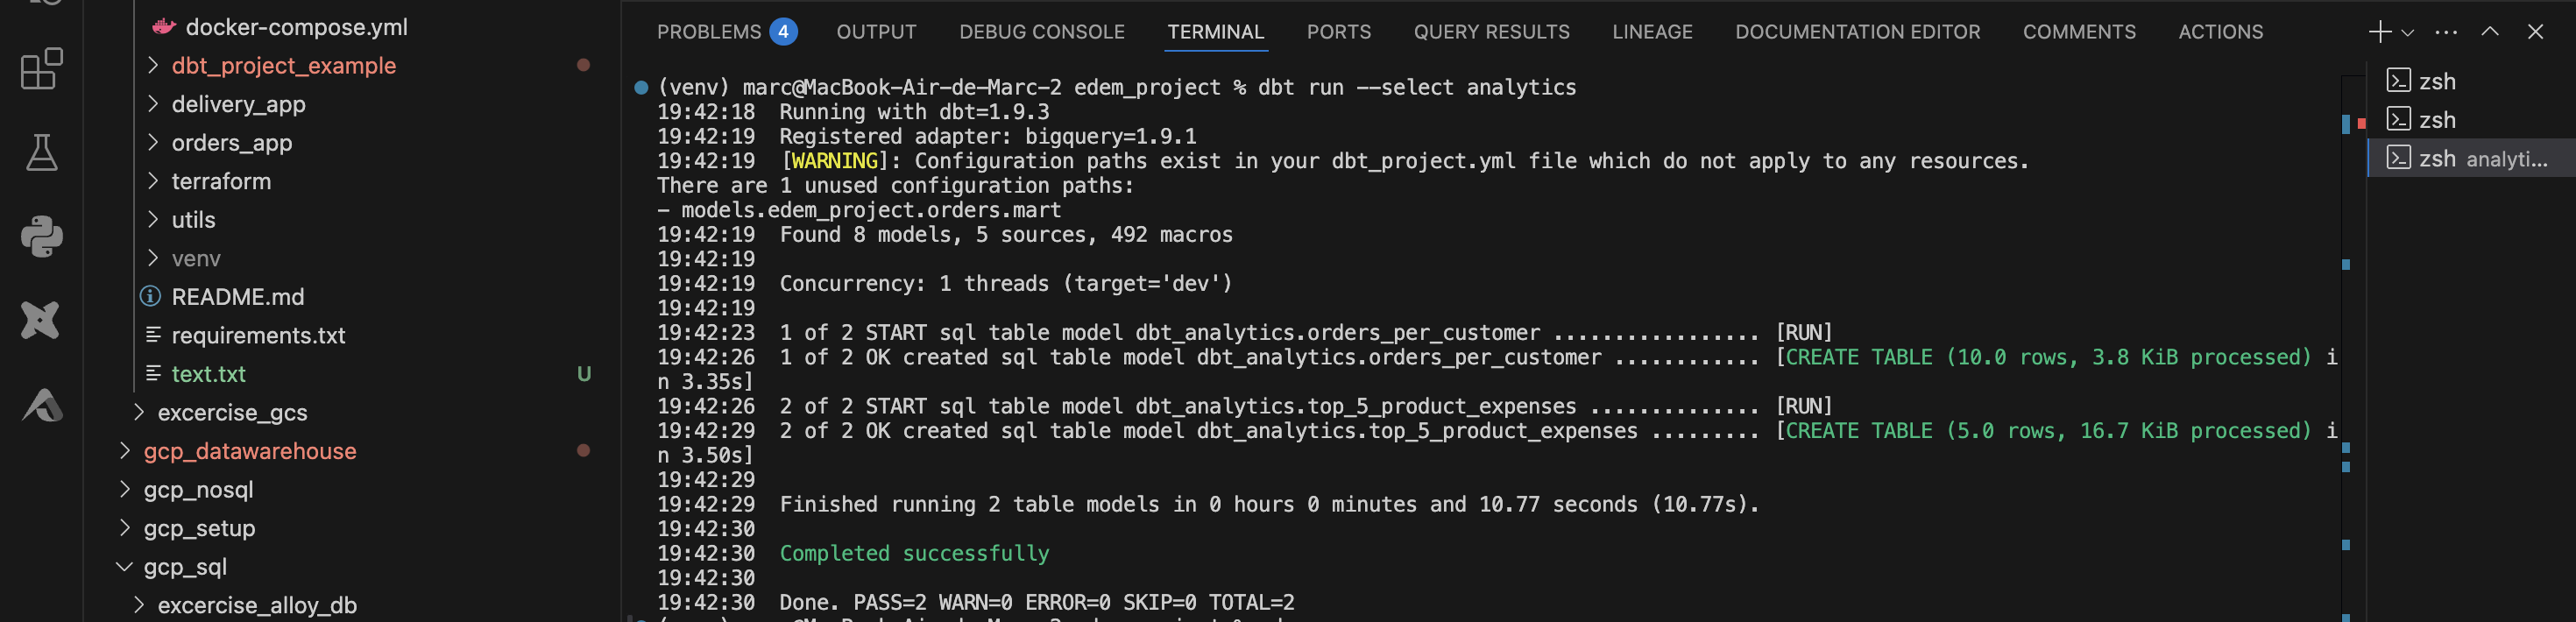 docker-compose.yml
dbt_project_example
delivery_app
orders_app
terraform
utils
venv
README.md
requirements.txt
text.txt U
excercise_gcs
gcp_datawarehouse
gcp_nosql
gcp_setup
gcp_sql
excercise_alloy_db
PROBLEMS 4 OUTPUT DEBUG CONSOLE TERMINAL PORTS QUERY RESULTS LINEAGE DOCUMENTATION EDITOR COMMENTS ACTIONS
(venv) marc@MacBook-Air-de-Marc-2 edem_project % dbt run --select analytics
19:42:18  Running with dbt=1.9.3
19:42:19  Registered adapter: bigquery=1.9.1
19:42:19  [WARNING]: Configuration paths exist in your dbt_project.yml file which do not apply to any resources.
There are 1 unused configuration paths:
- models.edem_project.orders.mart
19:42:19  Found 8 models, 5 sources, 492 macros
19:42:19
19:42:19  Concurrency: 1 threads (target='dev')
19:42:19
19:42:23  1 of 2 START sql table model dbt_analytics.orders_per_customer ................. [RUN]
19:42:26  1 of 2 OK created sql table model dbt_analytics.orders_per_customer ............ [CREATE TABLE (10.0 rows, 3.8 KiB processed) i
n 3.35s]
19:42:26  2 of 2 START sql table model dbt_analytics.top_5_product_expenses .............. [RUN]
19:42:29  2 of 2 OK created sql table model dbt_analytics.top_5_product_expenses ......... [CREATE TABLE (5.0 rows, 16.7 KiB processed) i
n 3.50s]
19:42:29
19:42:29  Finished running 2 table models in 0 hours 0 minutes and 10.77 seconds (10.77s).
19:42:30
19:42:30  Completed successfully
19:42:30
19:42:30  Done. PASS=2 WARN=0 ERROR=0 SKIP=0 TOTAL=2
zsh
zsh
zsh analyti...